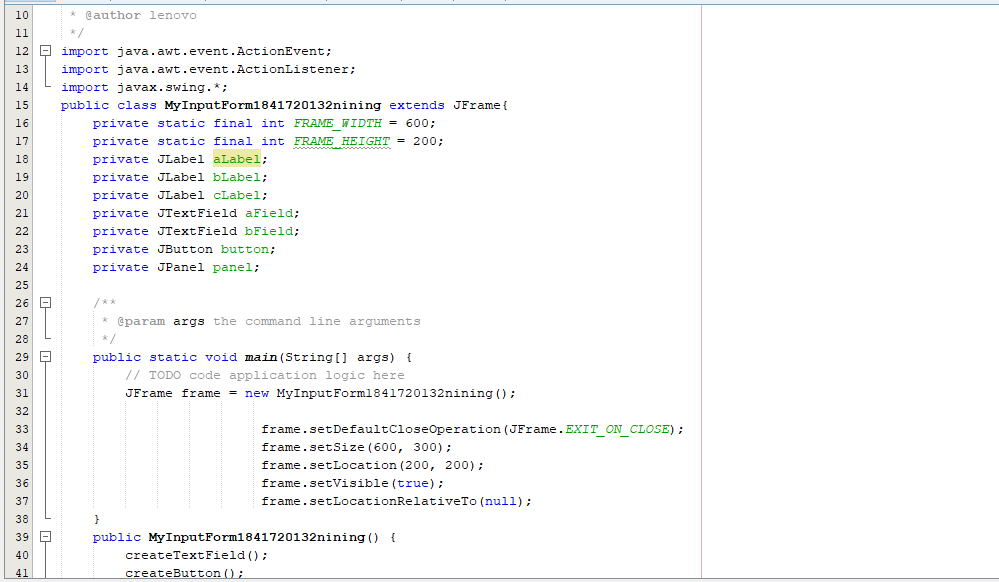 10 * @author lenovo
11 */
12 import java.awt.event.ActionEvent;
13 import java.awt.event.ActionListener;
14 import javax.swing.*;
15 public class MyInputForm1841720132nining extends JFrame{
16 private static final int FRAME_WIDTH = 600;
17 private static final int FRAME_HEIGHT = 200;
18 private JLabel aLabel;
19 private JLabel bLabel;
20 private JLabel cLabel;
21 private JTextField aField;
22 private JTextField bField;
23 private JButton button;
24 private JPanel panel;
25
26 /**
27 * @param args the command line arguments
28 */
29 public static void main(String[] args) {
30 // TODO code application logic here
31 JFrame frame = new MyInputForm1841720132nining();
32
33 frame.setDefaultCloseOperation(JFrame.EXIT_ON_CLOSE);
34 frame.setSize(600, 300);
35 frame.setLocation(200, 200);
36 frame.setVisible(true);
37 frame.setLocationRelativeTo(null);
38 }
39 public MyInputForm1841720132nining() {
40 createTextField();
41 createButton();